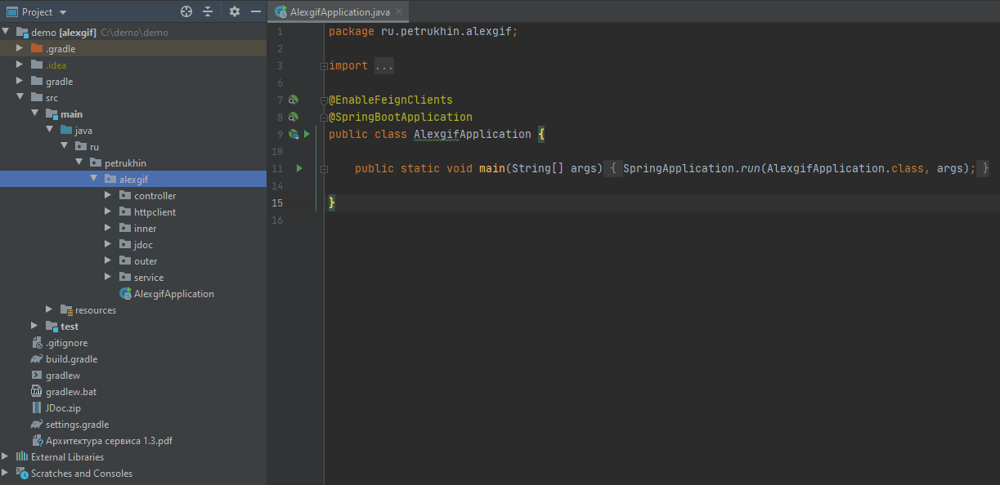 Project
demo [alexgif] C:\demo\demo
.gradle
.idea
gradle
src
main
java
ru
petrukhin
alexgif
controller
httpclient
inner
jdoc
outer
service
AlexgifApplication
resources
test
.gitignore
build.gradle
gradlew
gradlew.bat
JDoc.zip
settings.gradle
Архитектура сервиса 1.3.pdf
External Libraries
Scratches and Consoles
AlexgifApplication.java
1 package ru.petrukhin.alexgif;
2
3 import ...
6
7 @EnableFeignClients
8 @SpringBootApplication
9 public class AlexgifApplication {
10
11 public static void main(String[] args) { SpringApplication.run(AlexgifApplication.class, args); }
14
15 }
16